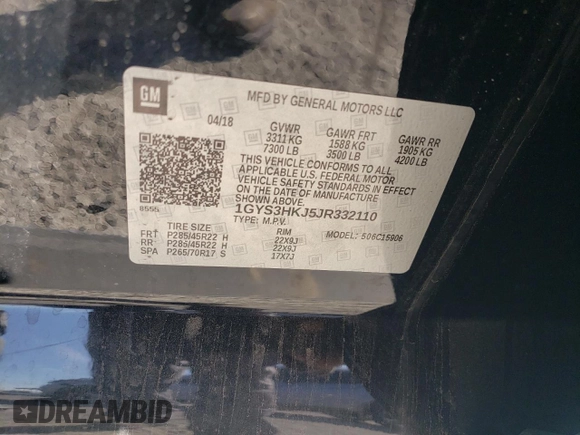 GM
MFD BY GENERAL MOTORS LLC
04/18 GVWR GAWR FRT GAWR RR
3311 KG 1588 KG 1905 KG
7300 LB 3500 LB 4200 LB
THIS VEHICLE CONFORMS TO ALL
APPLICABLE U.S. FEDERAL MOTOR
VEHICLE SAFETY STANDARDS IN EFFECT
ON THE DATE OF MANUFACTURE
SHOWN ABOVE.
1GYS3HKJ5JR332110
8555 TYPE: M.P.V. MODEL: S06C15906
TIRE SIZE RIM
FRT P285/45R22 H 22X9J
RR P285/45R22 H 22X9J
SPA P265/70R17 S 17X7J
DREAMBID